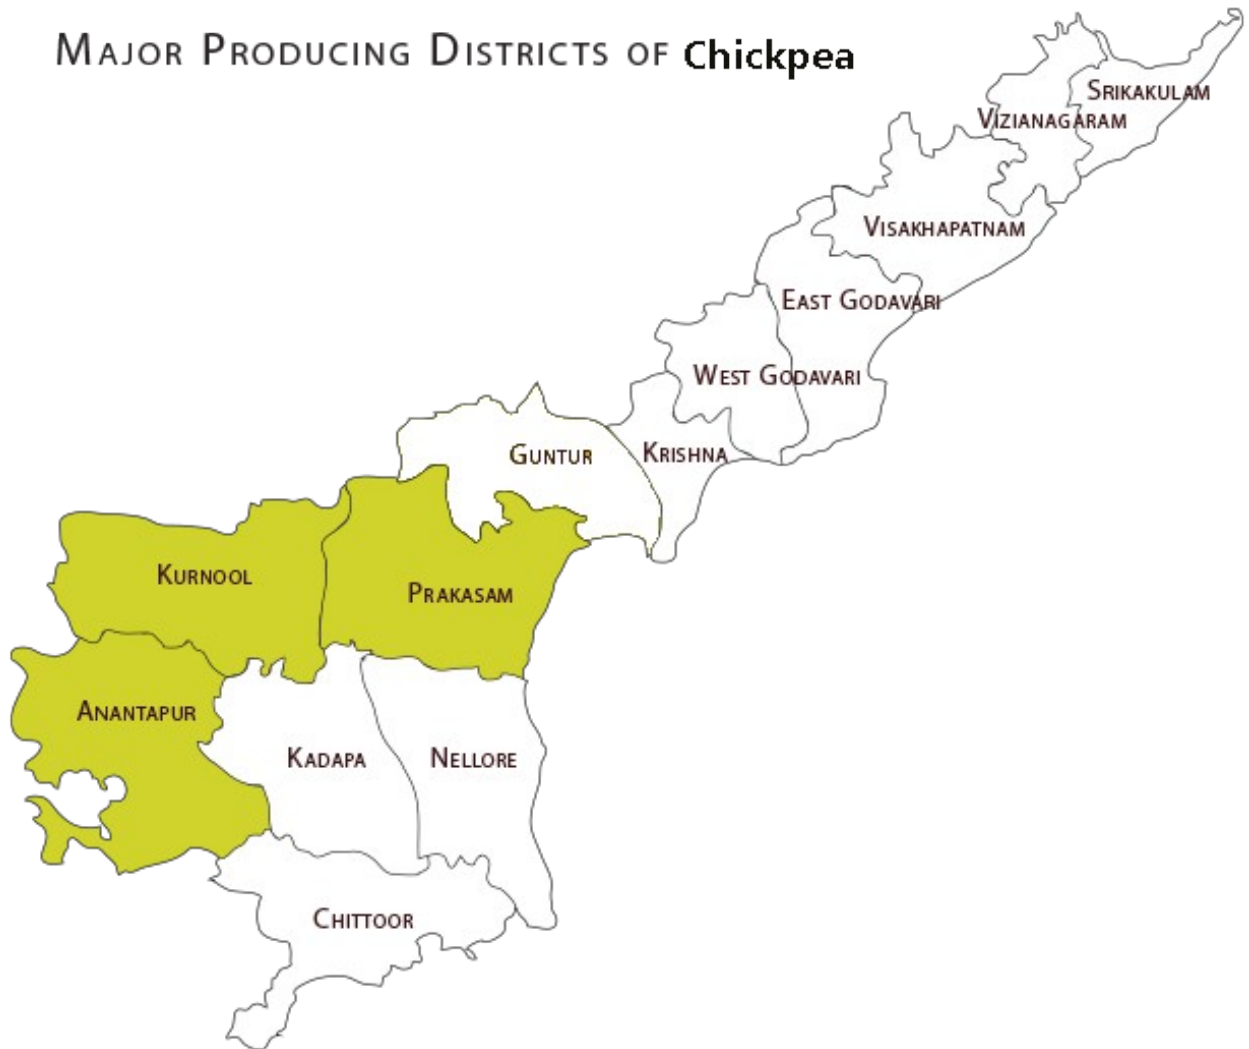 MAJOR PRODUCING DISTRICTS OF Chickpea
SRIKAKULAM
VIZIANAGARAM
VISAKHAPATNAM
EAST GODAVARI
WEST GODAVARI
GUNTUR
KRISHNA
KURNOOL
PRAKASAM
ANANTAPUR
KADAPA
NELLORE
CHITTOOR